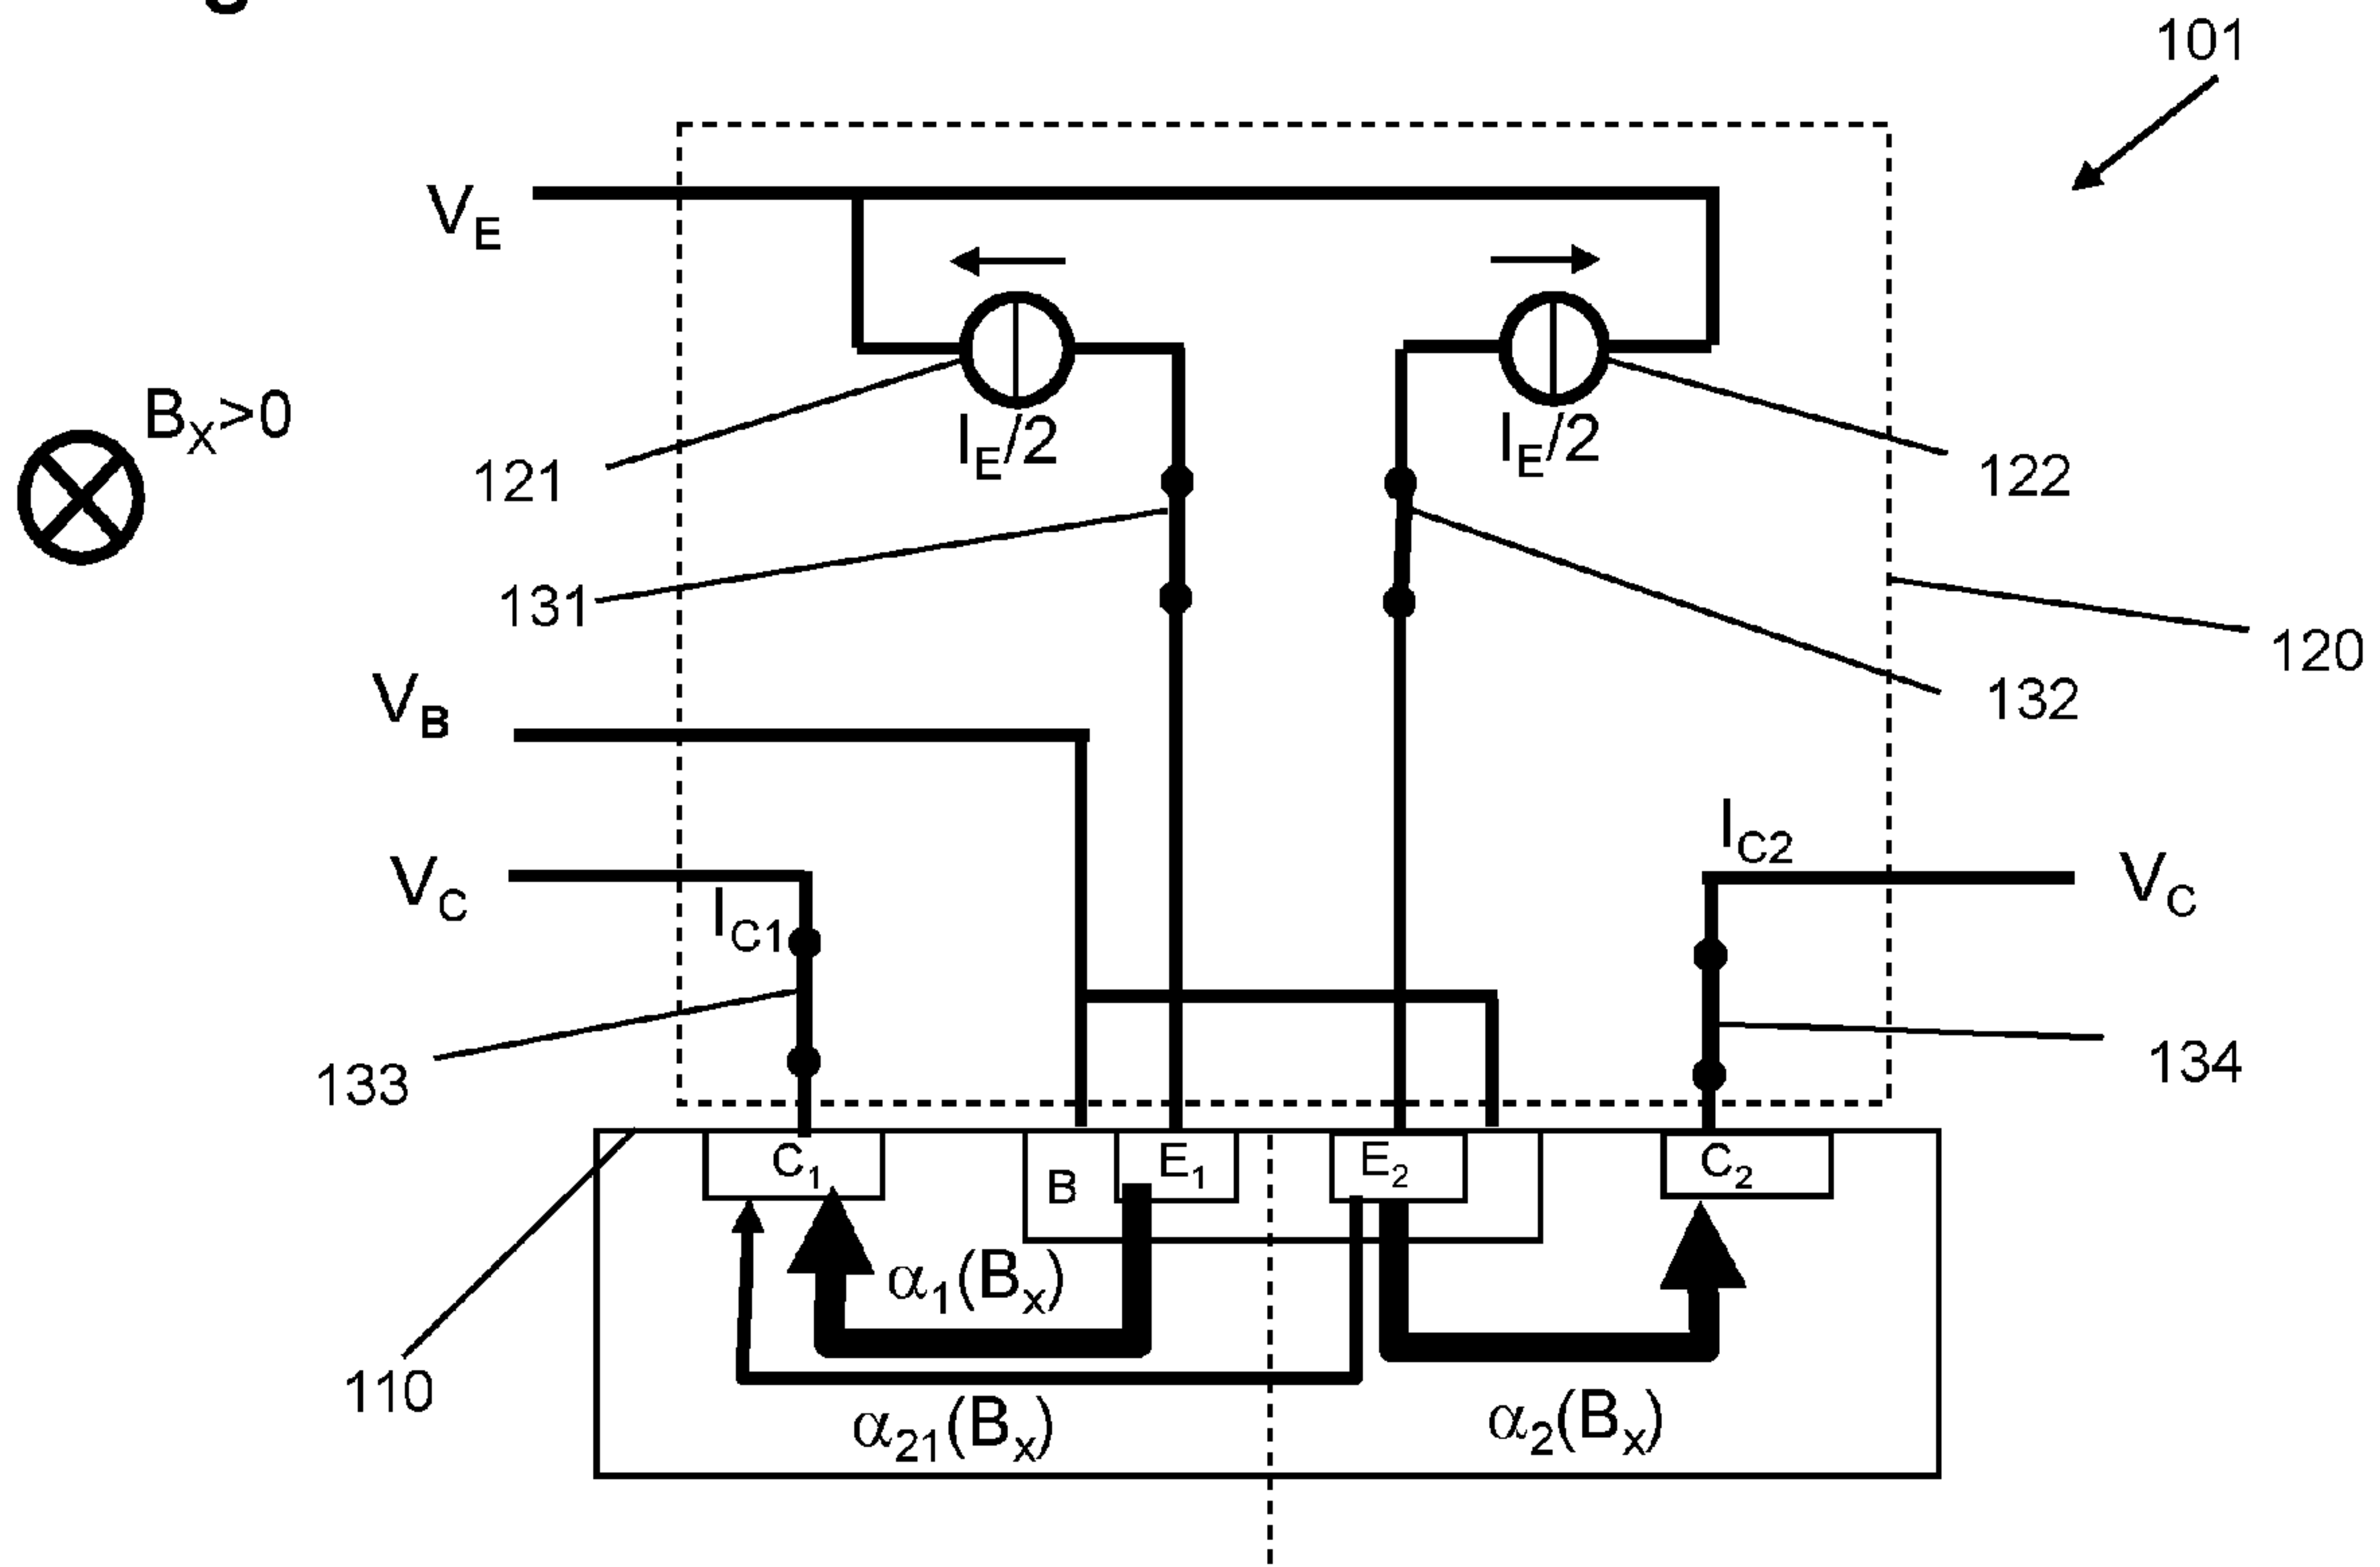 101
V_E
B_X>0
I_E/2
I_E/2
121
122
131
120
132
V_B
V_C
I_C1
I_C2
V_C
133
134
C_1
B
E_1
E_2
C_2
α_1(B_x)
110
α_21(B_x)
α_2(B_x)